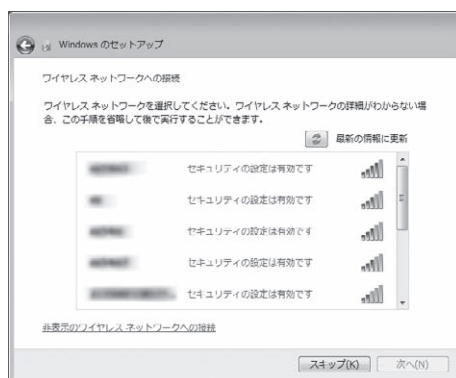 Windows のセットアップ
ワイヤレス ネットワークへの接続
ワイヤレス ネットワークを選択してください。ワイヤレス ネットワークの詳細がわからない場
合、この手順を省略して後で実行することができます。
最新の情報に更新
セキュリティの設定は有効です
セキュリティの設定は有効です
セキュリティの設定は有効です
セキュリティの設定は有効です
セキュリティの設定は有効です
非表示のワイヤレス ネットワークへの接続
スキップ(K) 次へ(N)